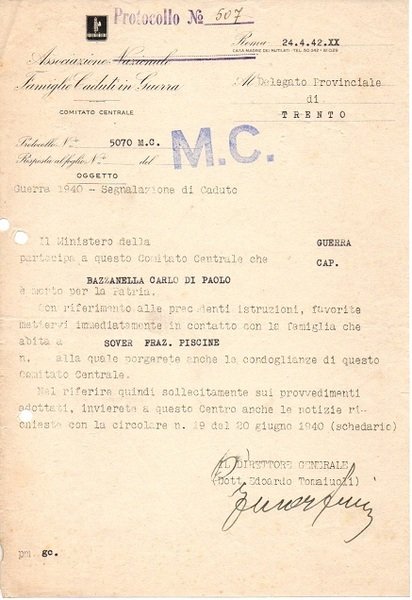 Protocollo № 507
Roma 24.4.42.XX
CASA MADRE DEI MUTILATI - TEL.
Associazione Nazionale
Famiglie Caduti in Guerra
COMITATO CENTRALE
Al Delegato Provinciale
di
TRENTO
Protocollo N.° 5070 M.C.
Risposta al foglio N.° del
OGGETTO
M.C.
Guerra 1940 - Segnalazione di Caduto
Il Ministero della GUERRA
partecipa a questo Comitato Centrale che CAP.
BAZZANELLA CARLO DI PAOLO
è morto per la Patria.
Con riferimento alle precedenti istruzioni, favorite
mettervi immediatamente in contatto con la famiglia che
abita a SOVER FRAZ. PISCINE
n. alla quale porgerete anche le condoglianze di questo
Comitato Centrale.
Nel riferire quindi sollecitamente sui provvedimenti
adottati, invierete a questo Centro anche le notizie ri-
chieste con la circolare n. 19 del 20 giugno 1940 (schedario)
IL DIRETTORE GENERALE
(Dott. Edoardo Tomaiuoli)
pm gc.